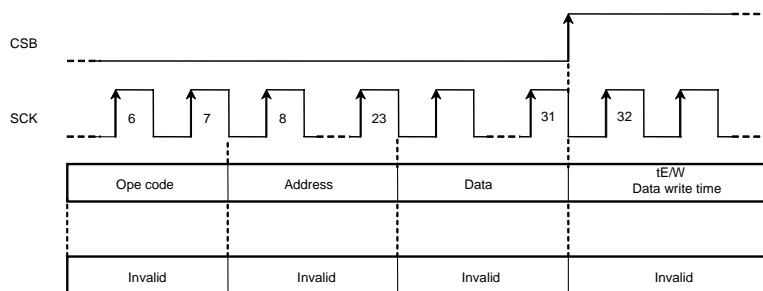 CSB
SCK
6 7 8 23 31 32
Ope code Address Data tE/W
Data write time
Invalid Invalid Invalid Invalid